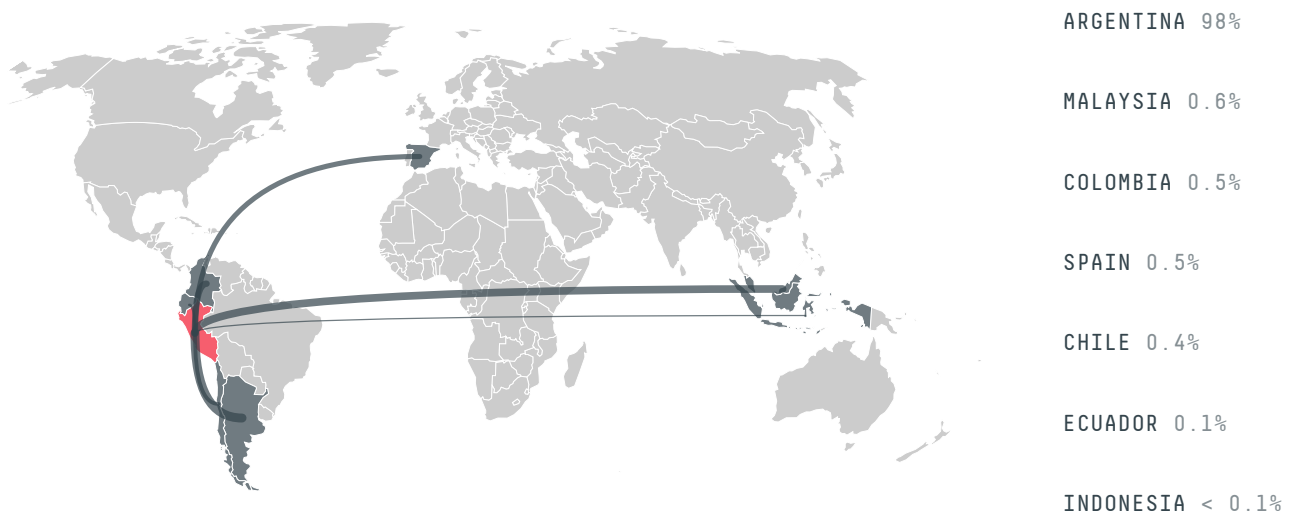 ARGENTINA 98%
MALAYSIA 0.6%
COLOMBIA 0.5%
SPAIN 0.5%
CHILE 0.4%
ECUADOR 0.1%
INDONESIA < 0.1%